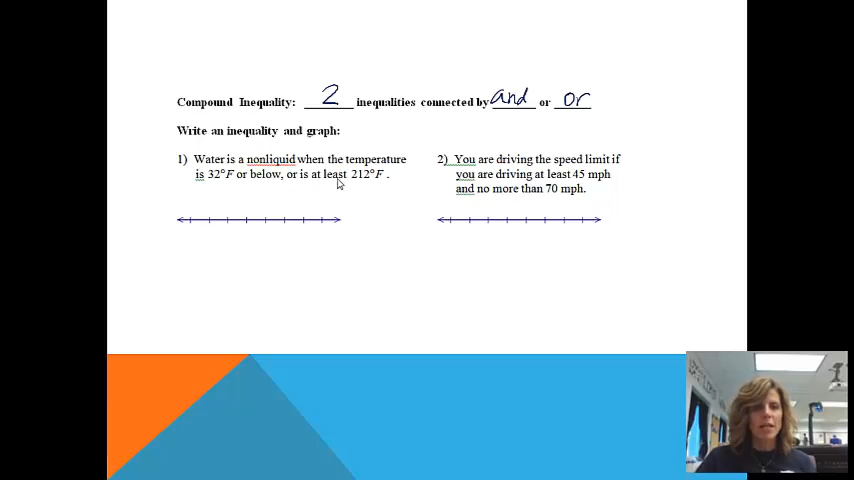 Compound Inequality: 2 inequalities connected by and or or
Write an inequality and graph:
1) Water is a nonliquid when the temperature
is 32°F or below, or is at least 212°F .
2) You are driving the speed limit if
you are driving at least 45 mph
and no more than 70 mph.